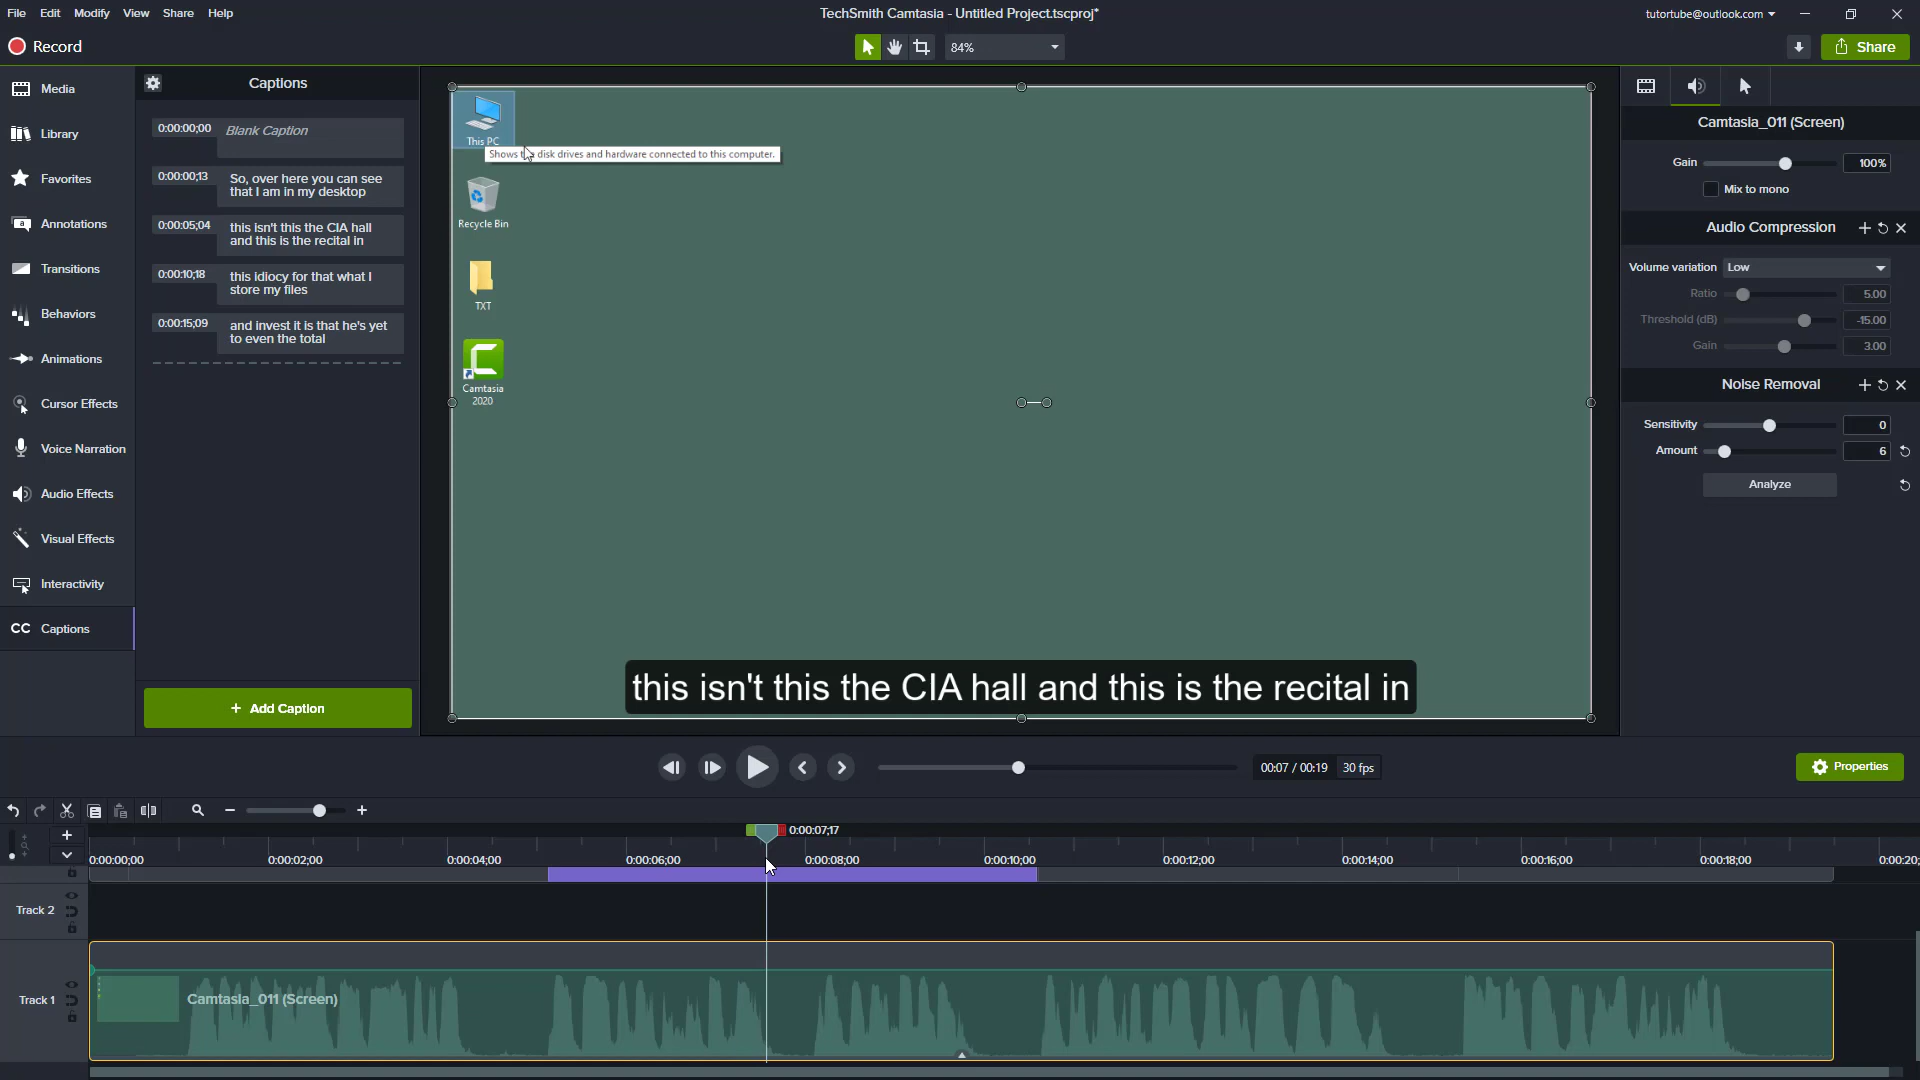 File Edit Modify View Share Help
TechSmith Camtasia - Untitled Project.tscproj*
tutortube@outlook.com
Record
84%
Share
Media
Library
Favorites
Annotations
Transitions
Behaviors
Animations
Cursor Effects
Voice Narration
Audio Effects
Visual Effects
Interactivity
CC Captions
Captions
0:00:00;00 Blank Caption
0:00:00;13 So, over here you can see
that I am in my desktop
0:00:05;04 this isn't this the CIA hall
and this is the recital in
0:00:10;18 this idiocy for that what I
store my files
0:00:15;09 and invest it is that he's yet
to even the total
+ Add Caption
This PC
Shows the disk drives and hardware connected to this computer.
Recycle Bin
TXT
Camtasia
2020
this isn't this the CIA hall and this is the recital in
Camtasia_011 (Screen)
Gain 100%
Mix to mono
Audio Compression
Volume variation Low
Ratio 5.00
Threshold (dB) -15.00
Gain 3.00
Noise Removal
Sensitivity 0
Amount 6
Analyze
00:07 / 00:19 30 fps
Properties
0:00:07;17
0:00:00;00 0:00:02;00 0:00:04;00 0:00:06;00 0:00:08;00 0:00:10;00 0:00:12;00 0:00:14;00 0:00:16;00 0:00:18;00 0:00:20;
Track 2
Track 1
Camtasia_011 (Screen)